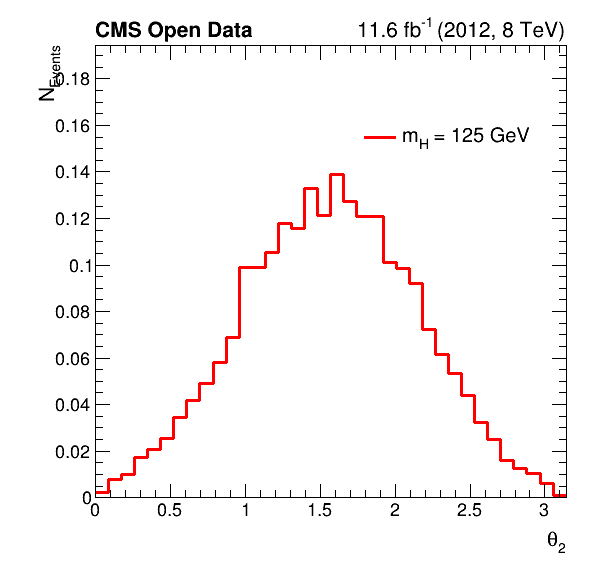 CMS Open Data 11.6 fb⁻¹ (2012, 8 TeV)
N_Events
0.18
0.16
m_H = 125 GeV
0.14
0.12
0.1
0.08
0.06
0.04
0.02
0
0 0.5 1 1.5 2 2.5 3
θ₂